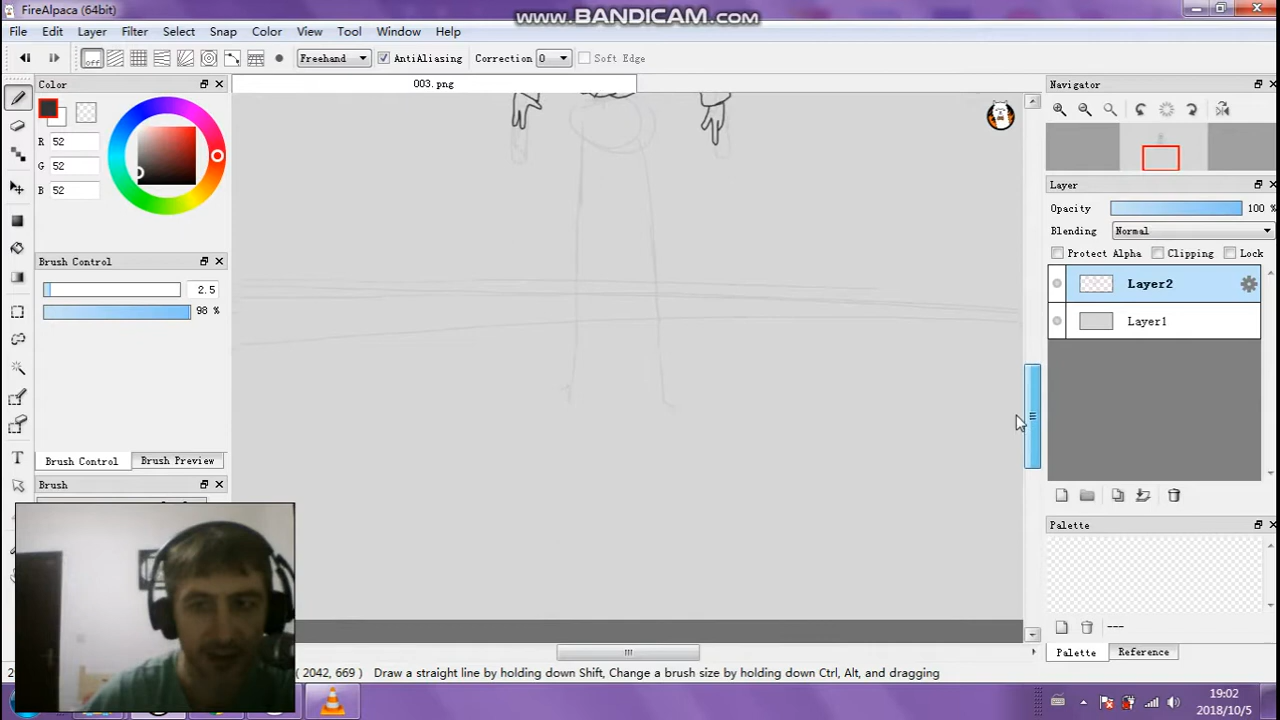 FireAlpaca (64bit)
www.BANDICAM.com
File Edit Layer Filter Select Snap Color View Tool Window Help
off Freehand AntiAliasing Correction 0 Soft Edge
Color
003.png
Navigator
R 52
G 52
B 52
Layer
Opacity 100 %
Blending Normal
Protect Alpha Clipping Lock
Brush Control
2.5
98 %
Layer2
Layer1
Brush Control Brush Preview
Brush
Palette
---
Palette Reference
( 2042, 669 ) Draw a straight line by holding down Shift, Change a brush size by holding down Ctrl, Alt, and dragging
19:02
2018/10/5